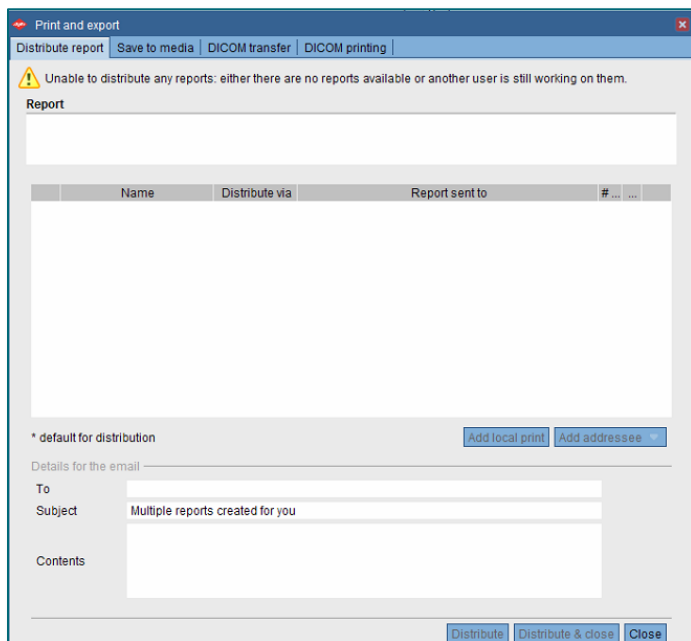 Print and export
Distribute report Save to media DICOM transfer DICOM printing
Unable to distribute any reports: either there are no reports available or another user is still working on them.
Report
Name Distribute via Report sent to #... ...
* default for distribution Add local print Add addressee
Details for the email
To
Subject Multiple reports created for you
Contents
Distribute Distribute & close Close